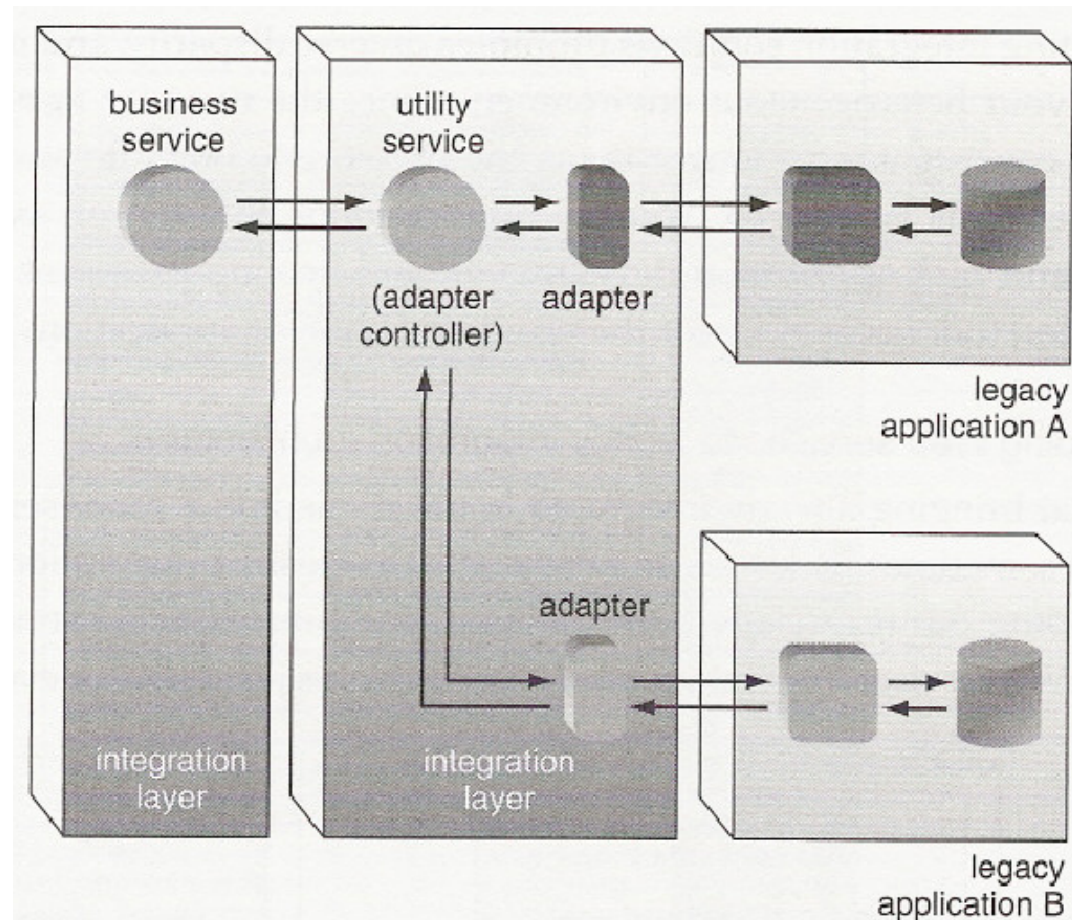 business
service
utility
service
(adapter
controller)
adapter
legacy
application A
adapter
integration
layer
integration
layer
legacy
application B